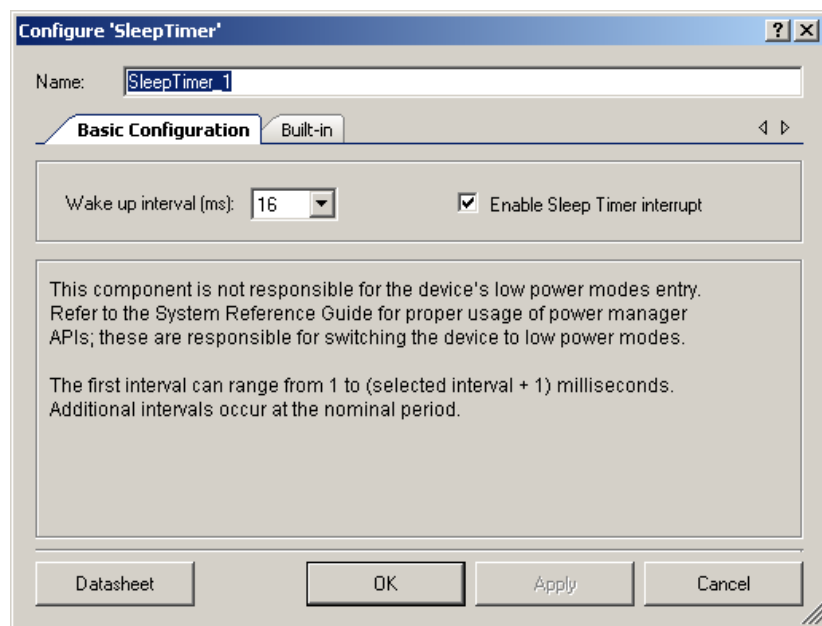 Configure 'SleepTimer'
Name: SleepTimer_1
Basic Configuration Built-in
Wake up interval (ms): 16 Enable Sleep Timer interrupt
This component is not responsible for the device's low power modes entry.
Refer to the System Reference Guide for proper usage of power manager
APIs; these are responsible for switching the device to low power modes.
The first interval can range from 1 to (selected interval + 1) milliseconds.
Additional intervals occur at the nominal period.
Datasheet OK Apply Cancel